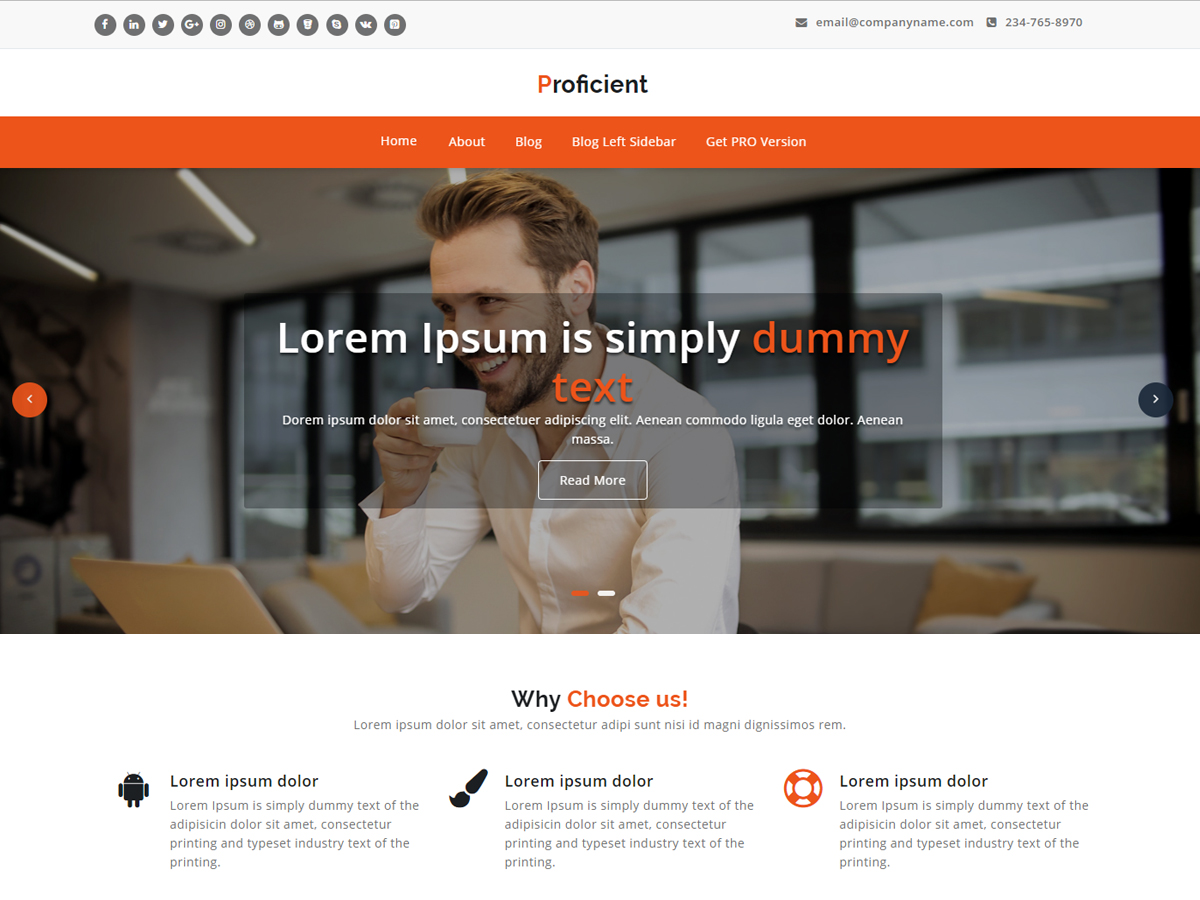 email@companyname.com 234-765-8970
Proficient
Home About Blog Blog Left Sidebar Get PRO Version
Lorem Ipsum is simply dummy
text
Dorem ipsum dolor sit amet, consectetuer adipiscing elit. Aenean commodo ligula eget dolor. Aenean
massa.
Read More
Why Choose us!
Lorem ipsum dolor sit amet, consectetur adipi sunt nisi id magni dignissimos rem.
Lorem ipsum dolor
Lorem Ipsum is simply dummy text of the
adipisicin dolor sit amet, consectetur
printing and typeset industry text of the
printing.
Lorem ipsum dolor
Lorem Ipsum is simply dummy text of the
adipisicin dolor sit amet, consectetur
printing and typeset industry text of the
printing.
Lorem ipsum dolor
Lorem Ipsum is simply dummy text of the
adipisicin dolor sit amet, consectetur
printing and typeset industry text of the
printing.